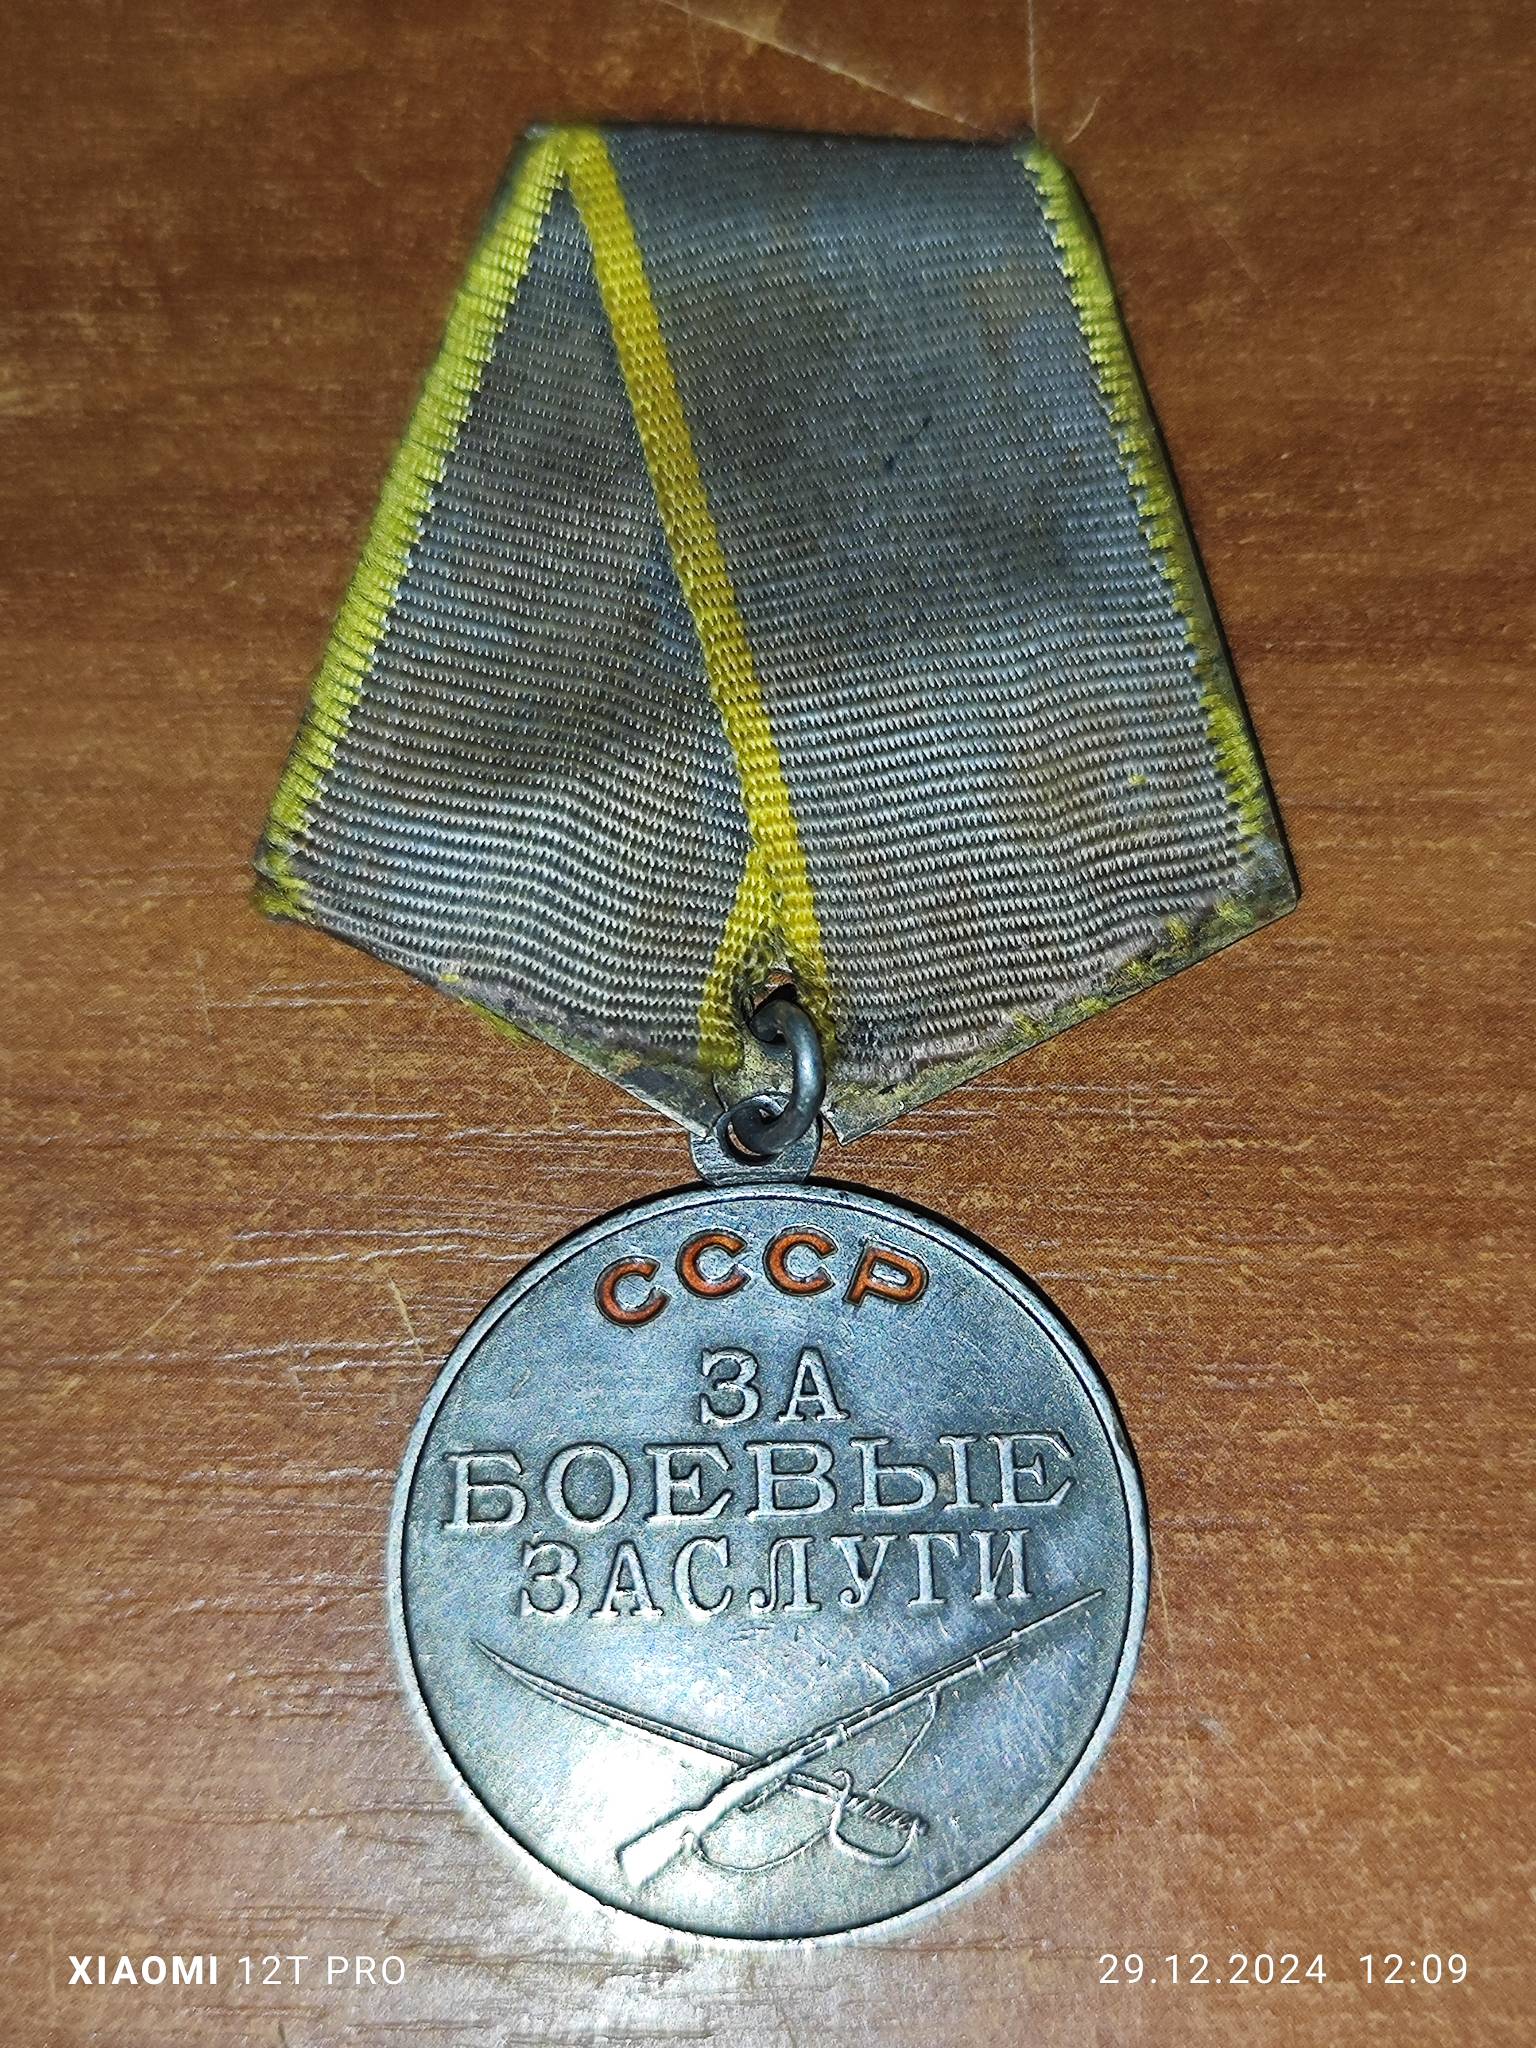 СССР
ЗА
БОЕВЫЕ
ЗАСЛУГИ
XIAOMI 12T PRO
29.12.2024 12:09